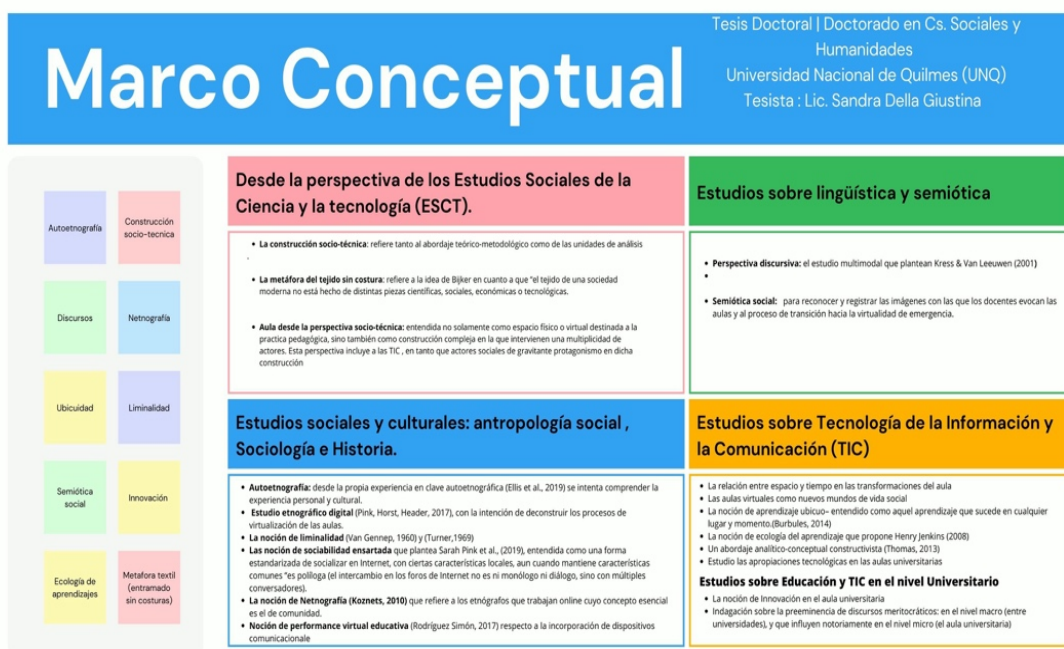 Marco Conceptual
Tesis Doctoral | Doctorado en Cs. Sociales y
Humanidades
Universidad Nacional de Quilmes (UNQ)
Tesista : Lic. Sandra Della Giustina
Autoetnografía
Construcción
socio-tecnica
Discursos
Netnografía
Ubicuidad
Liminalidad
Semiótica
social
Innovación
Ecología de
aprendizajes
Metafora textil
(entramado
sin costuras)
Desde la perspectiva de los Estudios Sociales de la
Ciencia y la tecnología (ESCT).
• La construcción socio-técnica: refiere tanto al abordaje teórico-metodológico como de las unidades de análisis
.
• La metáfora del tejido sin costura: refiere a la idea de Bijker en cuanto a que "el tejido de una sociedad
moderna no está hecho de distintas piezas científicas, sociales, económicas o tecnológicas.
• Aula desde la perspectiva socio-técnica: entendida no solamente como espacio físico o virtual destinada a la
practica pedagógica, sino también como construcción compleja en la que intervienen una multiplicidad de
actores. Esta perspectiva incluye a las TIC , en tanto que actores sociales de gravitante protagonismo en dicha
construcción
Estudios sobre lingüística y semiótica
• Perspectiva discursiva: el estudio multimodal que plantean Kress & Van Leeuwen (2001)
•
• Semiótica social: para reconocer y registrar las imágenes con las que los docentes evocan las
aulas y al proceso de transición hacia la virtualidad de emergencia.
Estudios sociales y culturales: antropología social ,
Sociología e Historia.
• Autoetnografía: desde la propia experiencia en clave autoetnográfica (Ellis et al., 2019) se intenta comprender la
experiencia personal y cultural.
• Estudio etnográfico digital (Pink, Horst, Header, 2017), con la intención de deconstruir los procesos de
virtualización de las aulas.
• La noción de liminalidad (Van Gennep, 1960) y (Turner,1969)
• Las noción de sociabilidad ensartada que plantea Sarah Pink et al., (2019), entendida como una forma
estandarizada de socializar en Internet, con ciertas características locales, aun cuando mantiene características
comunes "es políloga (el intercambio en los foros de Internet no es ni monólogo ni diálogo, sino con múltiples
conversadores).
• La noción de Netnografía (Koznets, 2010) que refiere a los etnógrafos que trabajan online cuyo concepto esencial
es el de comunidad.
• Noción de performance virtual educativa (Rodríguez Simón, 2017) respecto a la incorporación de dispositivos
comunicacionale
Estudios sobre Tecnología de la Información y
la Comunicación (TIC)
• La relación entre espacio y tiempo en las transformaciones del aula
• Las aulas virtuales como nuevos mundos de vida social
• La noción de aprendizaje ubicuo– entendido como aquel aprendizaje que sucede en cualquier
lugar y momento.(Burbules, 2014)
• La noción de ecología del aprendizaje que propone Henry Jenkins (2008)
• Un abordaje analítico-conceptual constructivista (Thomas, 2013)
• Estudio las apropiaciones tecnológicas en las aulas universitarias
Estudios sobre Educación y TIC en el nivel Universitario
• La noción de Innovación en el aula universitaria
• Indagación sobre la preeminencia de discursos meritocráticos: en el nivel macro (entre
universidades), y que influyen notoriamente en el nivel micro (el aula universitaria)